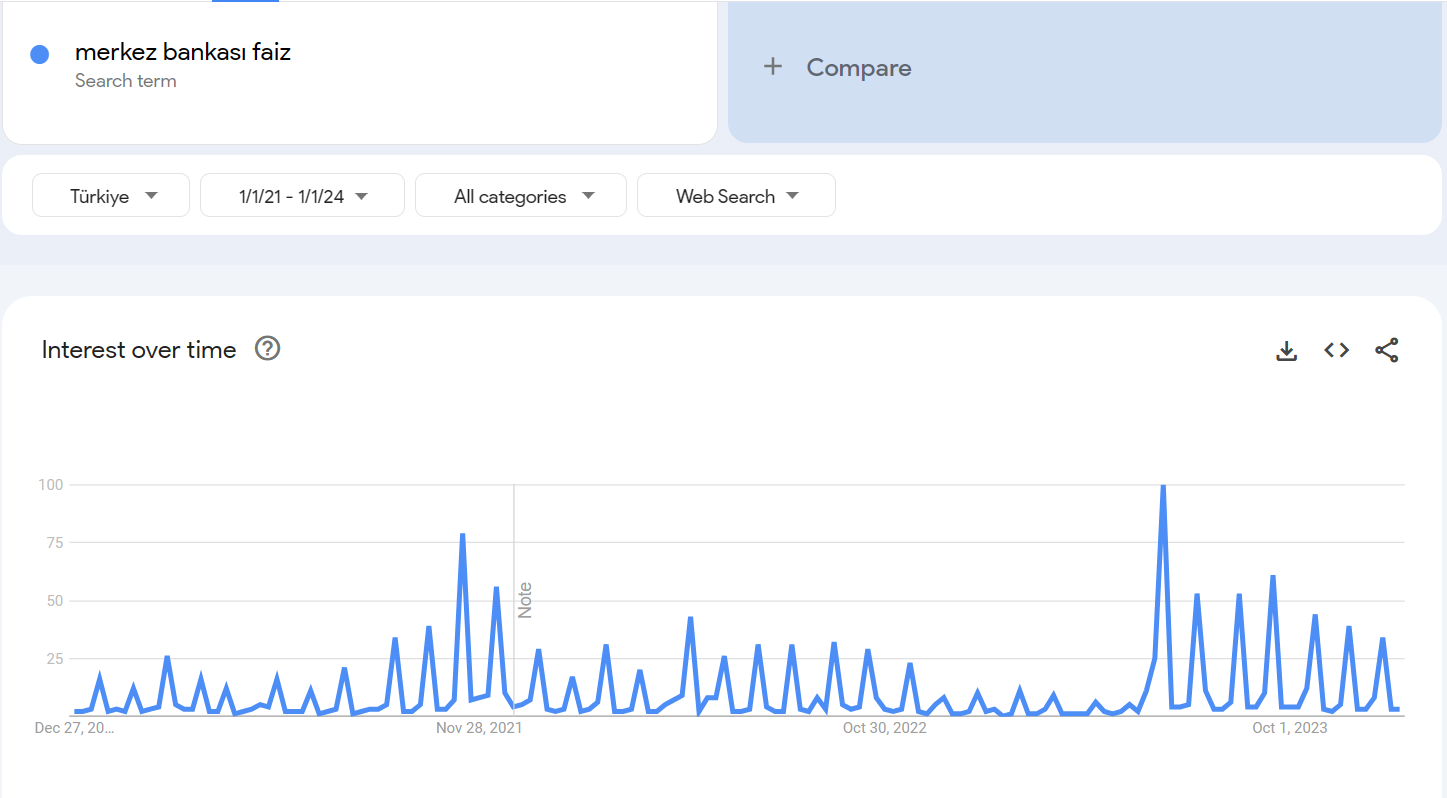 merkez bankası faiz
Search term
+ Compare
Türkiye
1/1/21 - 1/1/24
All categories
Web Search
Interest over time
100
75
50
25
Note
Dec 27, 20...
Nov 28, 2021
Oct 30, 2022
Oct 1, 2023